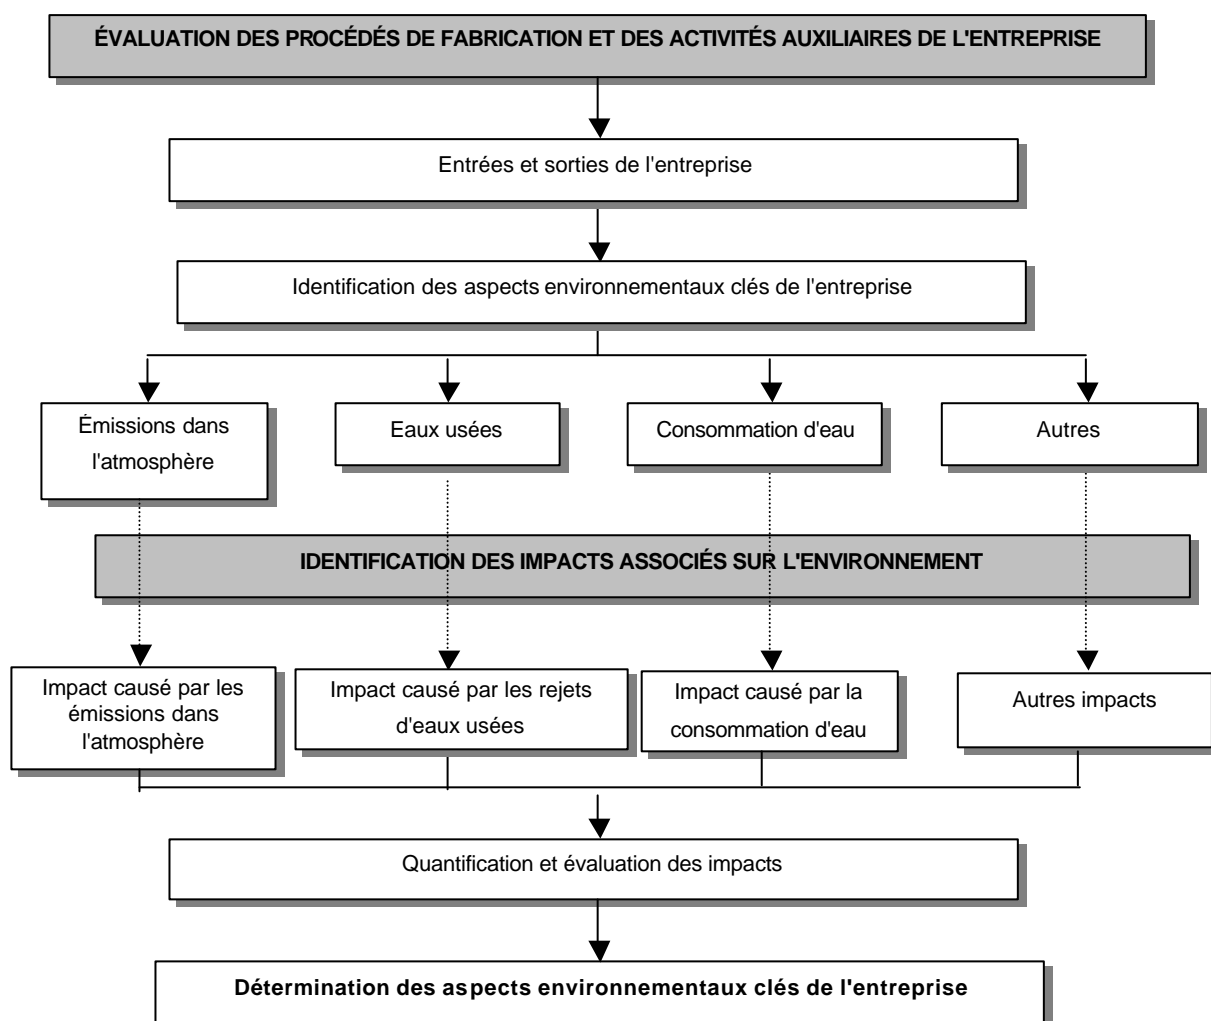 ÉVALUATION DES PROCÉDÉS DE FABRICATION ET DES ACTIVITÉS AUXILIAIRES DE L'ENTREPRISE
Entrées et sorties de l'entreprise
Identification des aspects environnementaux clés de l'entreprise
Émissions dans
l'atmosphère
Eaux usées
Consommation d'eau
Autres
IDENTIFICATION DES IMPACTS ASSOCIÉS SUR L'ENVIRONNEMENT
Impact causé par les
émissions dans
l'atmosphère
Impact causé par les rejets
d'eaux usées
Impact causé par la
consommation d'eau
Autres impacts
Quantification et évaluation des impacts
Détermination des aspects environnementaux clés de l'entreprise